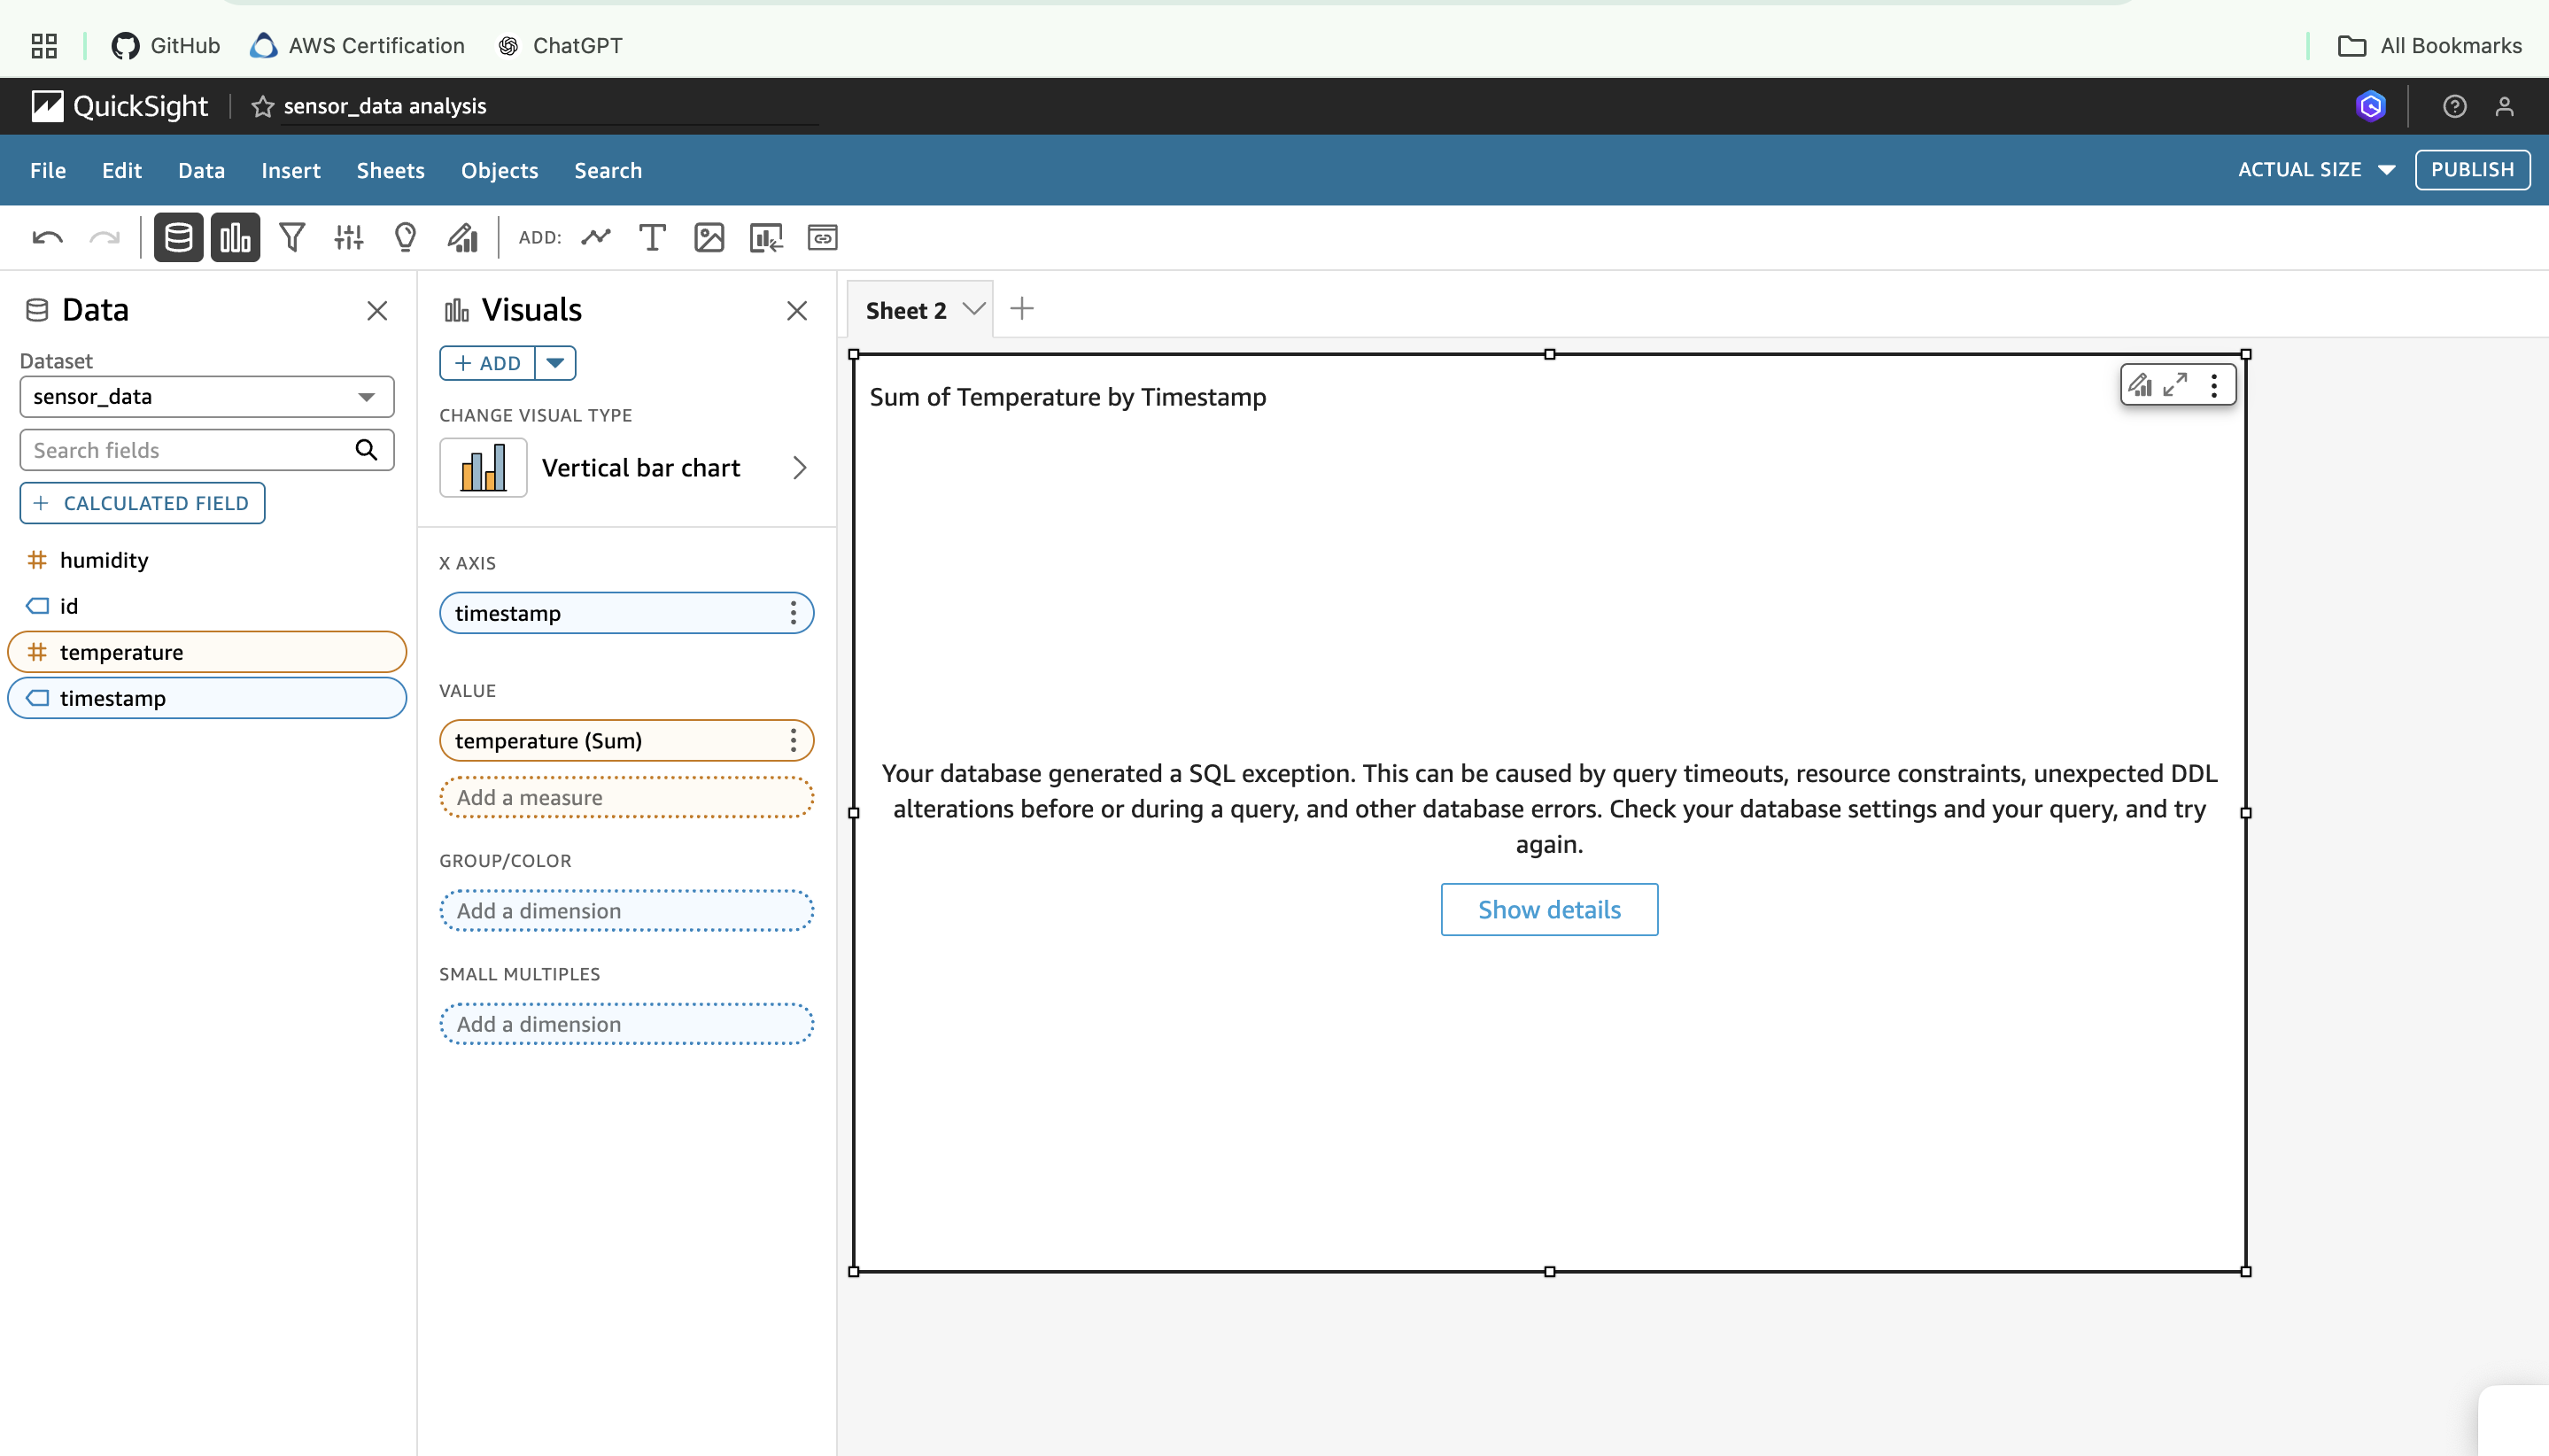 GitHub
AWS Certification
ChatGPT
All Bookmarks
QuickSight
sensor_data analysis
File
Edit
Data
Insert
Sheets
Objects
Search
ACTUAL SIZE
PUBLISH
ADD:
Data
Dataset
sensor_data
Search fields
+ CALCULATED FIELD
# humidity
id
# temperature
timestamp
Visuals
+ ADD
CHANGE VISUAL TYPE
Vertical bar chart
X AXIS
timestamp
VALUE
temperature (Sum)
Add a measure
GROUP/COLOR
Add a dimension
SMALL MULTIPLES
Add a dimension
Sheet 2
Sum of Temperature by Timestamp
Your database generated a SQL exception. This can be caused by query timeouts, resource constraints, unexpected DDL
alterations before or during a query, and other database errors. Check your database settings and your query, and try
again.
Show details